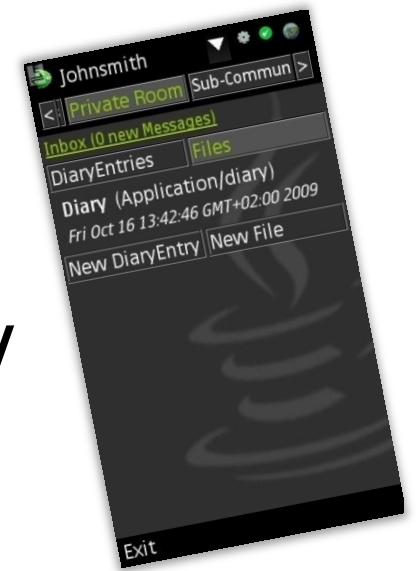 Johnsmith
< Private Room Sub-Commun >
Inbox (0 new Messages)
DiaryEntries Files
Diary (Application/diary)
Fri Oct 16 13:42:46 GMT+02:00 2009
New DiaryEntry New File
y
Exit